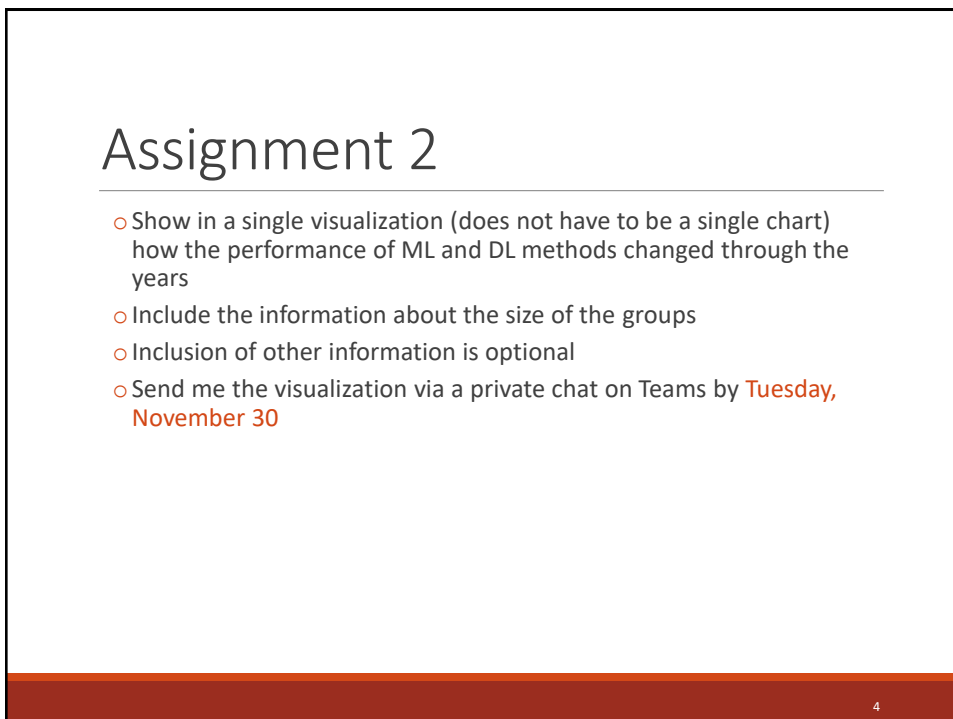 Assignment 2
o Show in a single visualization (does not have to be a single chart)
how the performance of ML and DL methods changed through the
years
o Include the information about the size of the groups
o Inclusion of other information is optional
o Send me the visualization via a private chat on Teams by Tuesday,
November 30
4